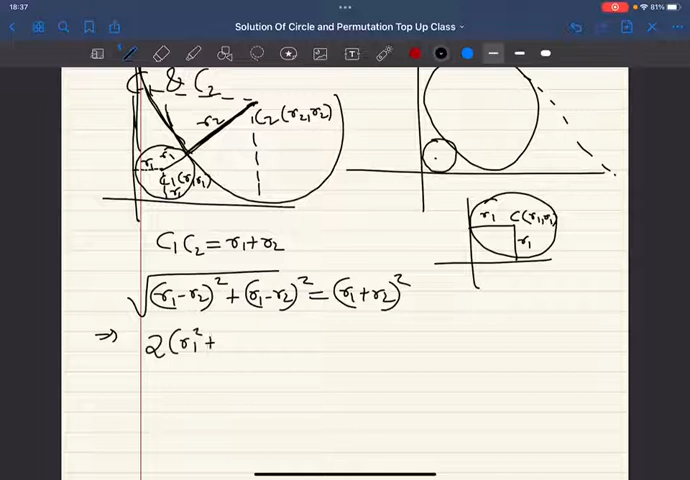 18:37
81%
Solution Of Circle and Permutation Top Up Class
C₁ & C₂
r₂
C₂(r₂,r₂)
r₁
r₁
C₁(r₁,r₁)
r₁
r₁ C(r₁,r₁)
r₁
C₁C₂ = r₁+r₂
√(r₁-r₂)²+(r₁-r₂)² = (r₁+r₂)²
⇒ 2(r₁²+